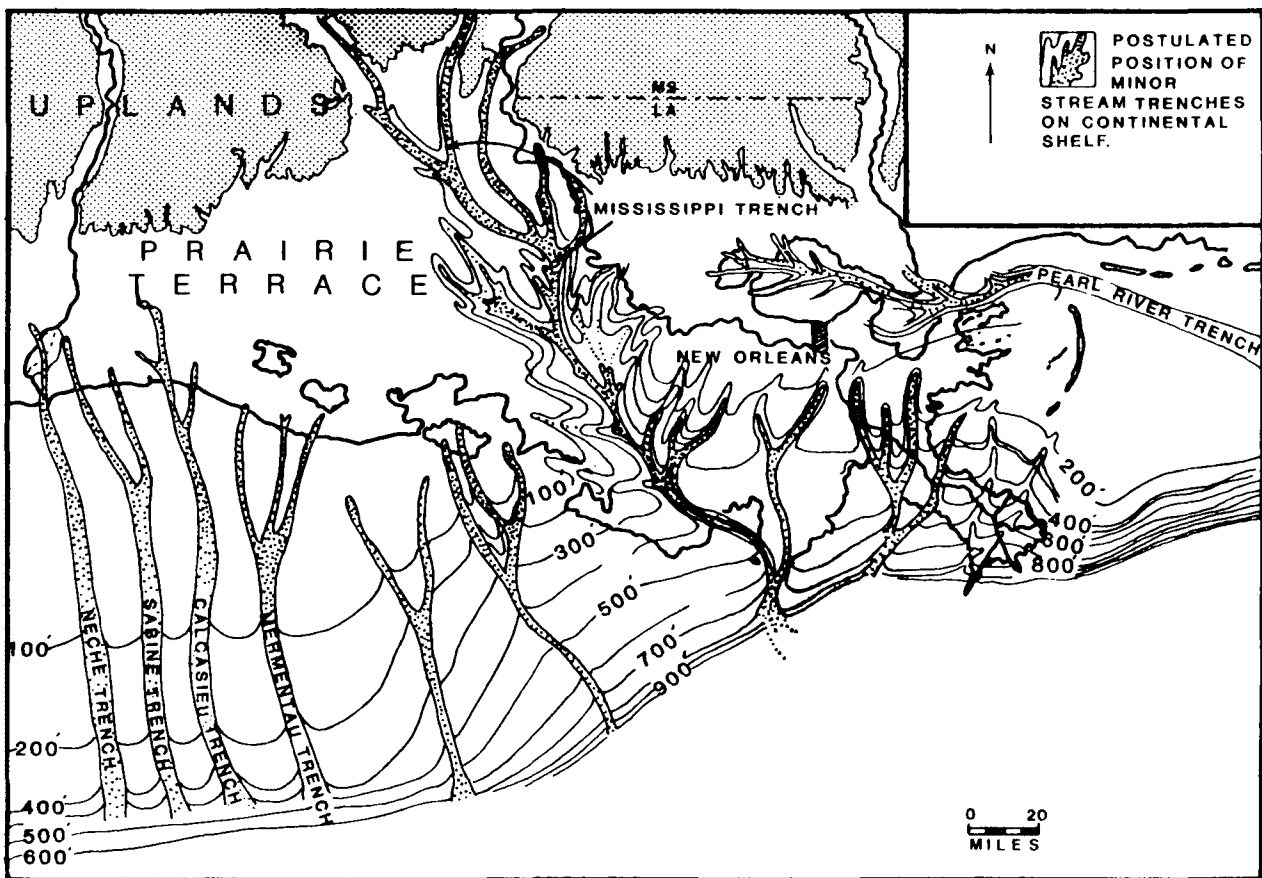 UPLANDS
MS
LA
N
POSTULATED
POSITION OF
MINOR
STREAM TRENCHES
ON CONTINENTAL
SHELF.
MISSISSIPPI TRENCH
PRAIRIE
TERRACE
PEARL RIVER TRENCH
NEW ORLEANS
100'
300'
500'
700'
900'
200'
400'
600'
800'
NECHE TRENCH
SABINE TRENCH
CALCASIEU TRENCH
MERMENTAU TRENCH
100'
200'
400'
500'
600'
0 20
MILES